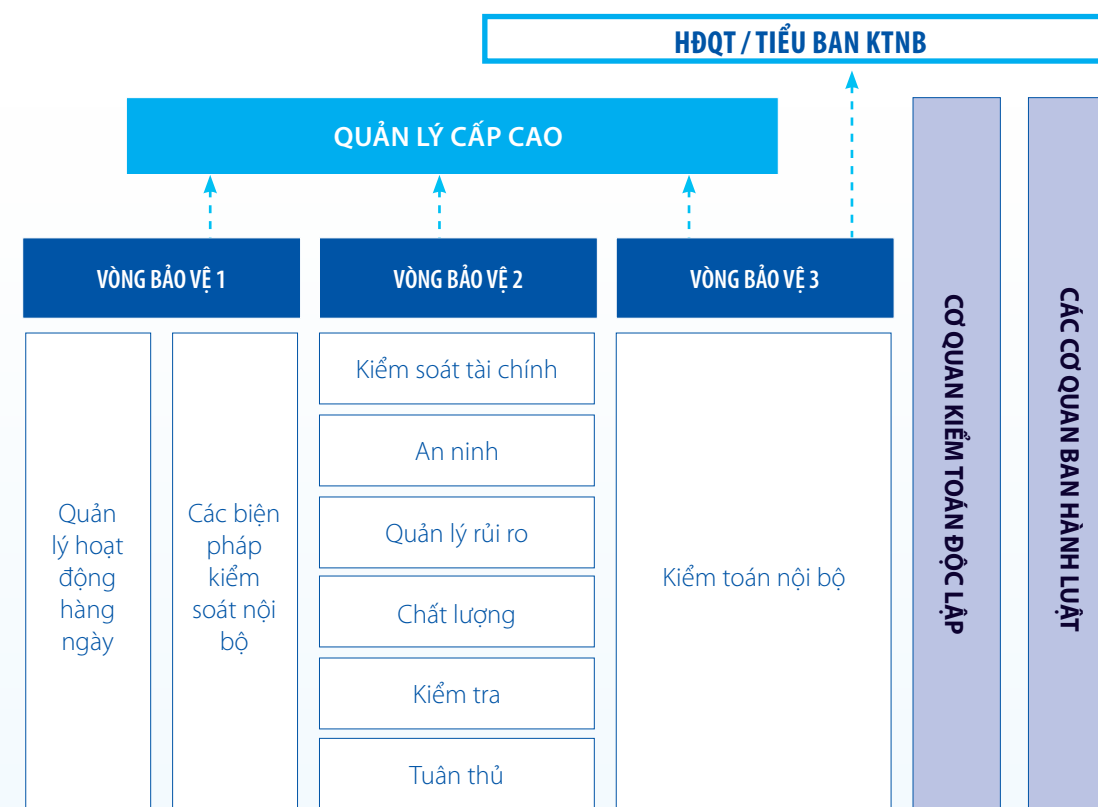 HĐQT / TIỂU BAN KTNB
QUẢN LÝ CẤP CAO
VÒNG BẢO VỆ 1
VÒNG BẢO VỆ 2
VÒNG BẢO VỆ 3
Quản
lý hoạt
động
hàng
ngày
Các biện
pháp
kiểm
soát nội
bộ
Kiểm soát tài chính
An ninh
Quản lý rủi ro
Chất lượng
Kiểm tra
Tuân thủ
Kiểm toán nội bộ
CƠ QUAN KIỂM TOÁN ĐỘC LẬP
CÁC CƠ QUAN BAN HÀNH LUẬT